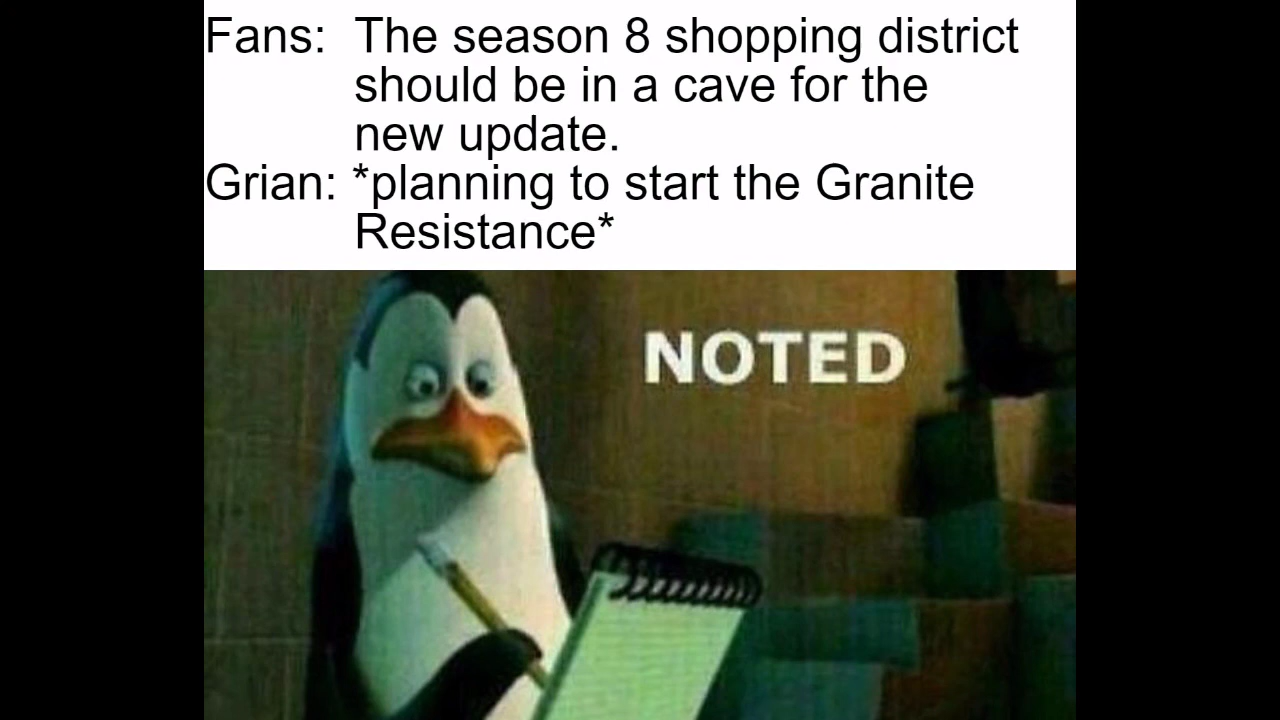 Fans: The season 8 shopping district
should be in a cave for the
new update.
Grian: *planning to start the Granite
Resistance*
NOTED